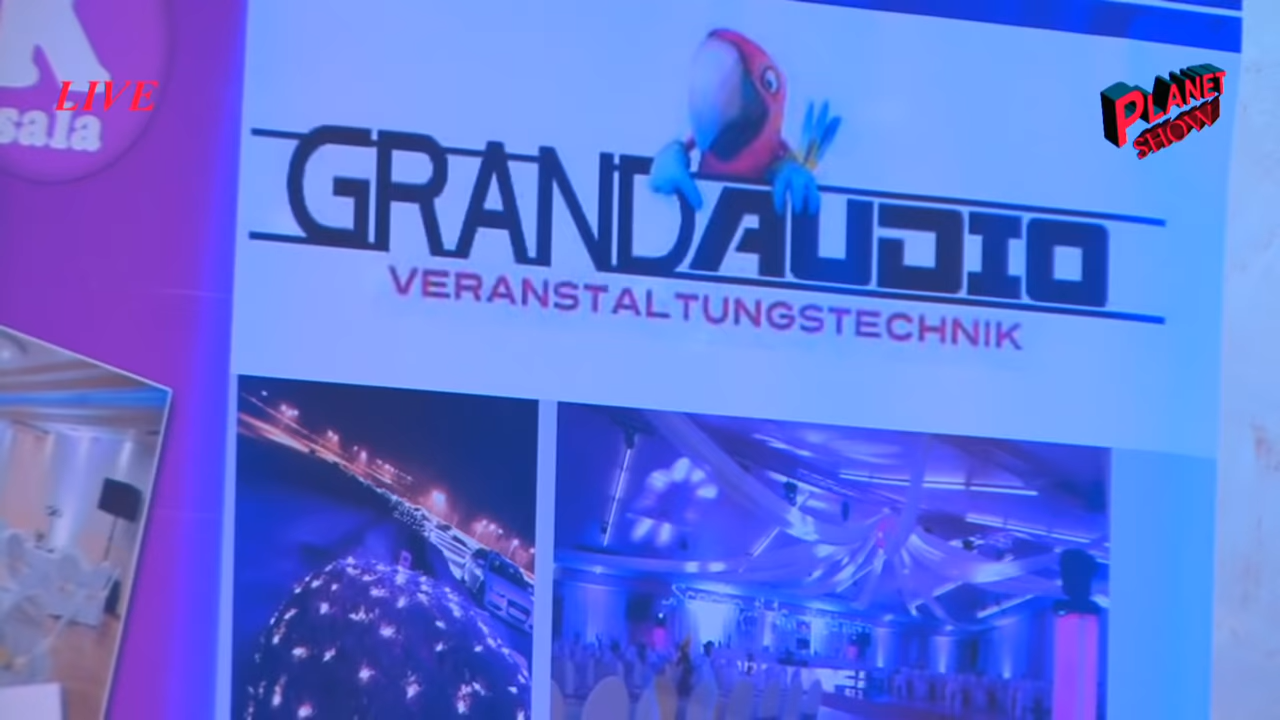 LIVE
sala
PLANET
SHOW
GRANDAUDIO
VERANSTALTUNGSTECHNIK